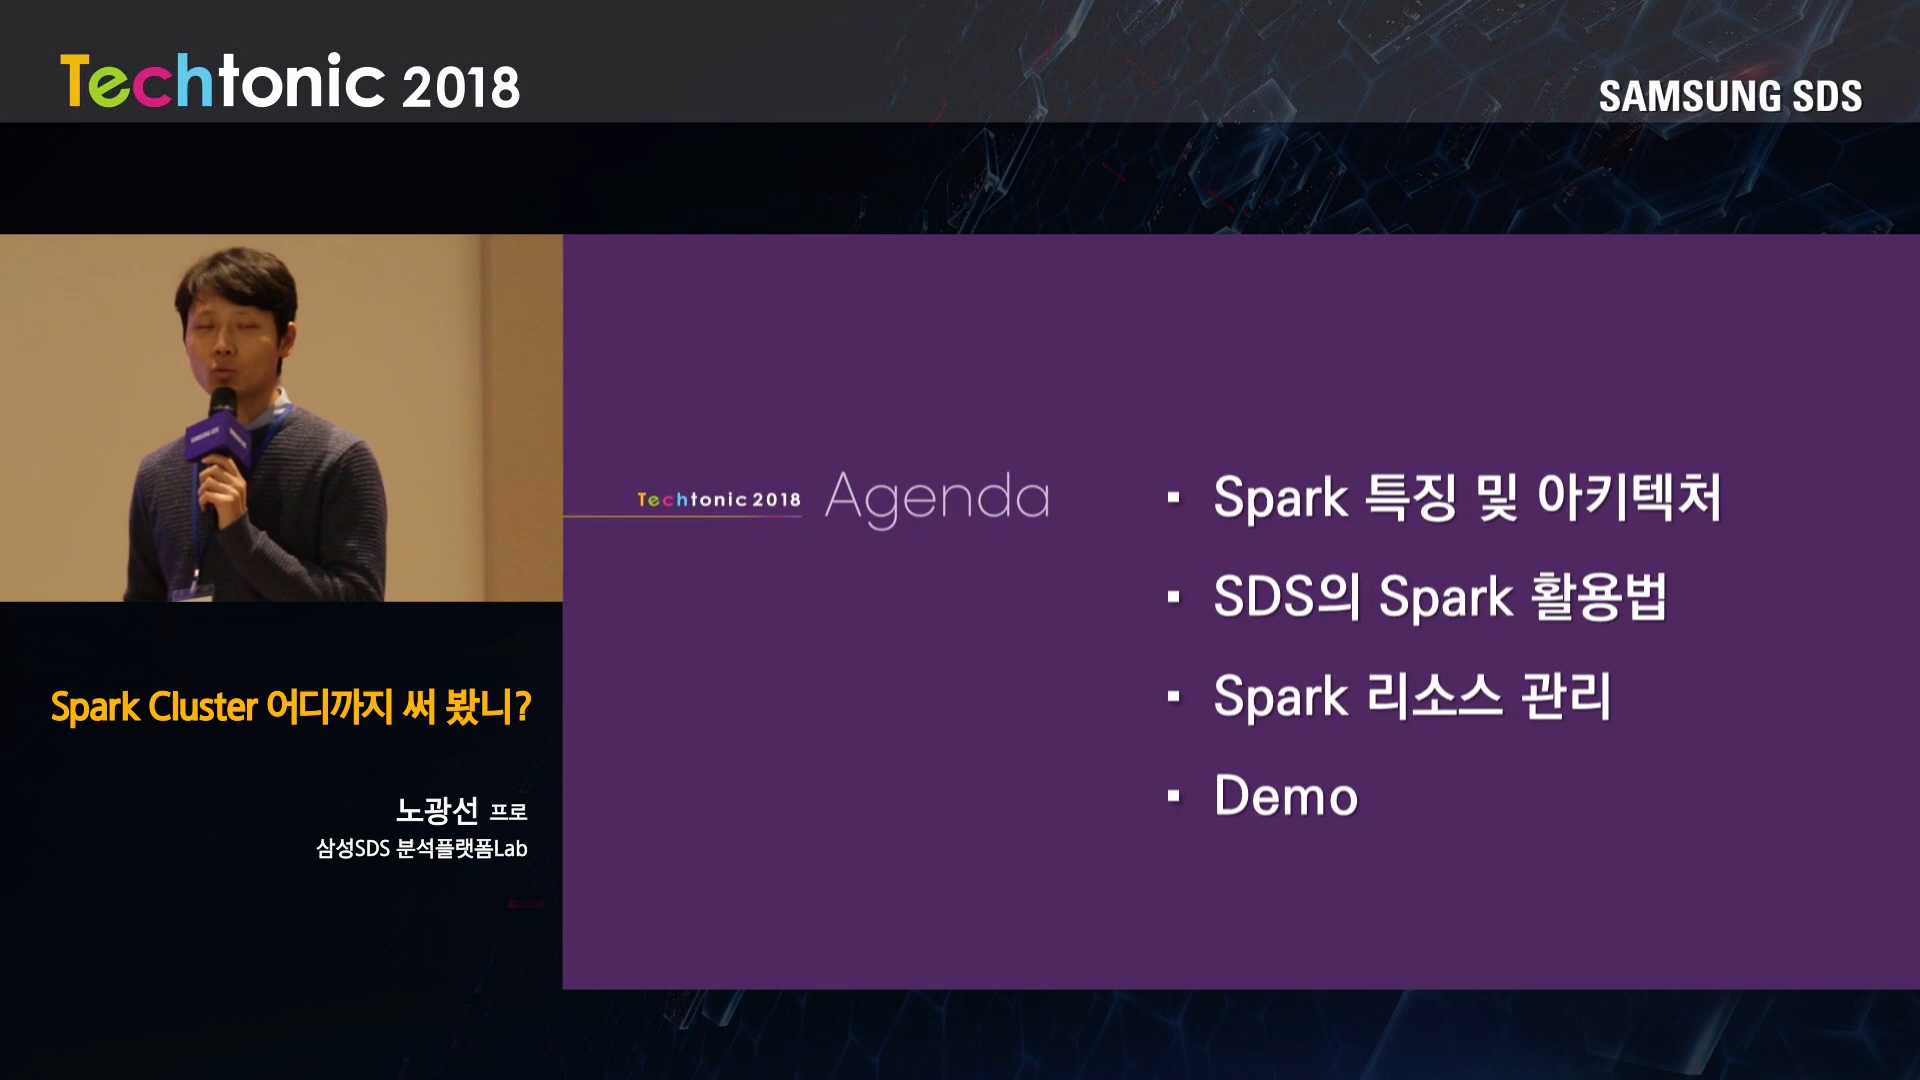 Techtonic 2018
SAMSUNG SDS
Techtonic 2018 Agenda
▪ Spark 특징 및 아키텍처
▪ SDS의 Spark 활용법
▪ Spark 리소스 관리
▪ Demo
Spark Cluster 어디까지 써 봤니?
노광선 프로
삼성SDS 분석플랫폼Lab